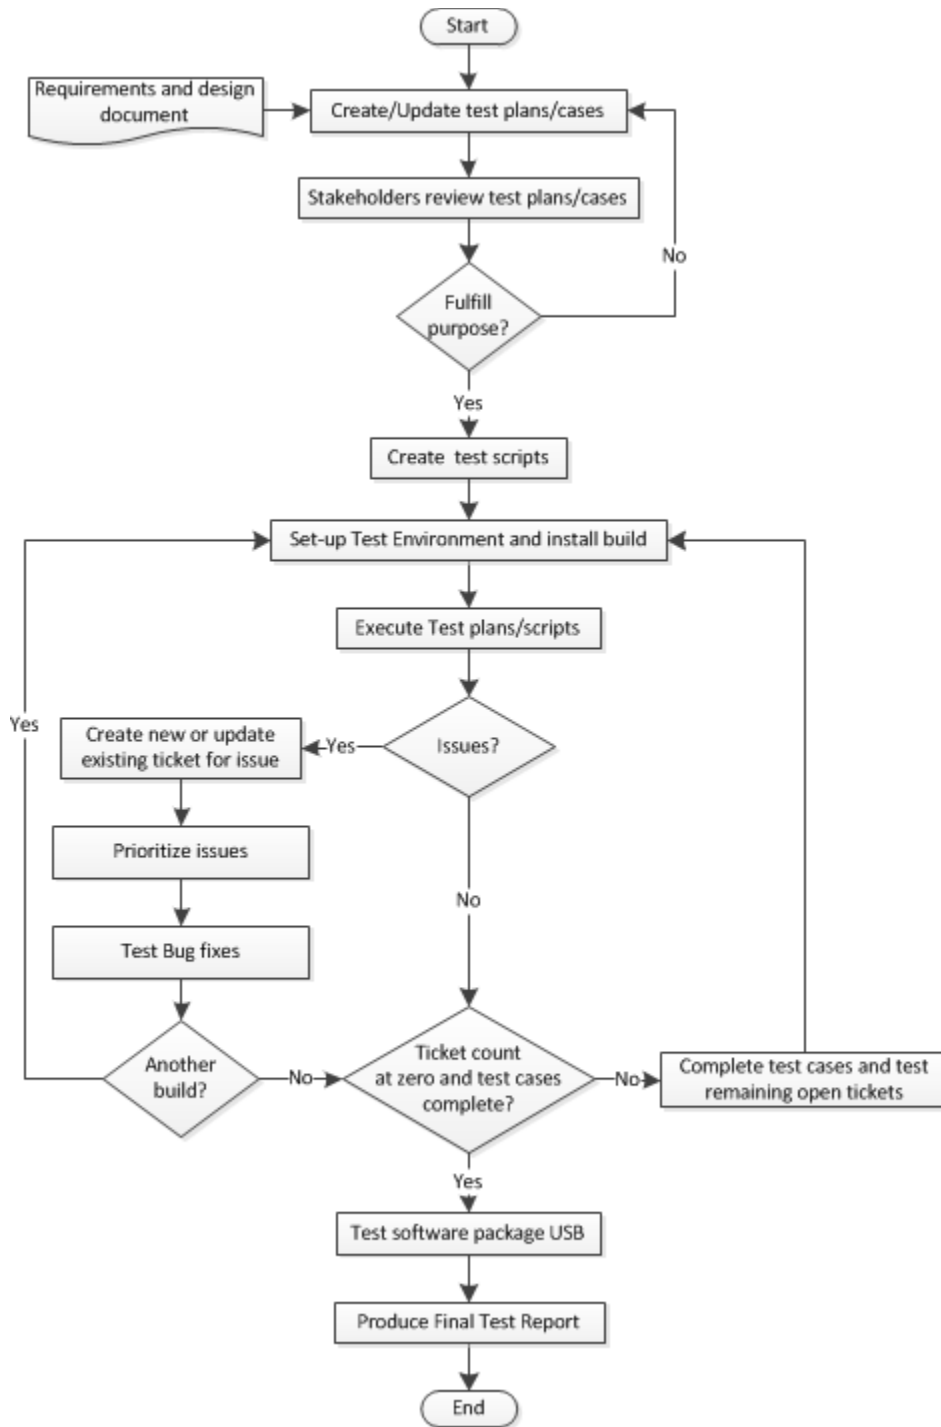 Start
Requirements and design
document
Create/Update test plans/cases
Stakeholders review test plans/cases
No
Fulfill
purpose?
Yes
Create test scripts
Set-up Test Environment and install build
Execute Test plans/scripts
Yes
Create new or update
existing ticket for issue
Yes
Issues?
Prioritize issues
No
Test Bug fixes
Another
build?
No
Ticket count
at zero and test cases
complete?
No
Complete test cases and test
remaining open tickets
Yes
Test software package USB
Produce Final Test Report
End